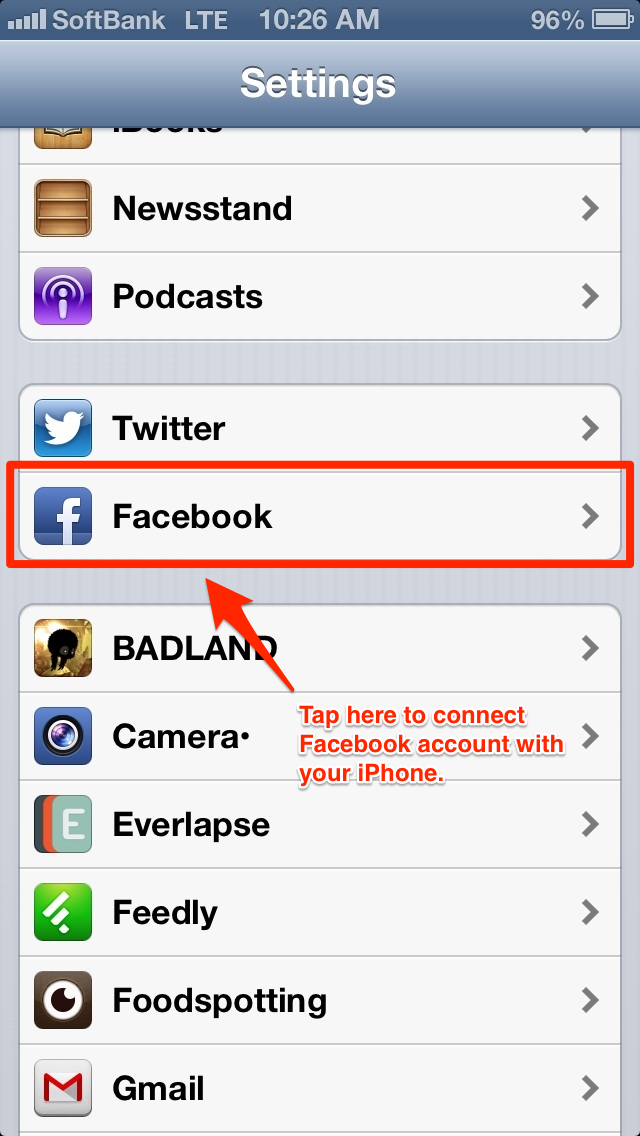 SoftBank LTE 10:26 AM 96%
Settings
iBooks
Newsstand
Podcasts
Twitter
Facebook
BADLAND
Tap here to connect
Facebook account with
your iPhone.
Camera•
Everlapse
E
Feedly
Foodspotting
Gmail